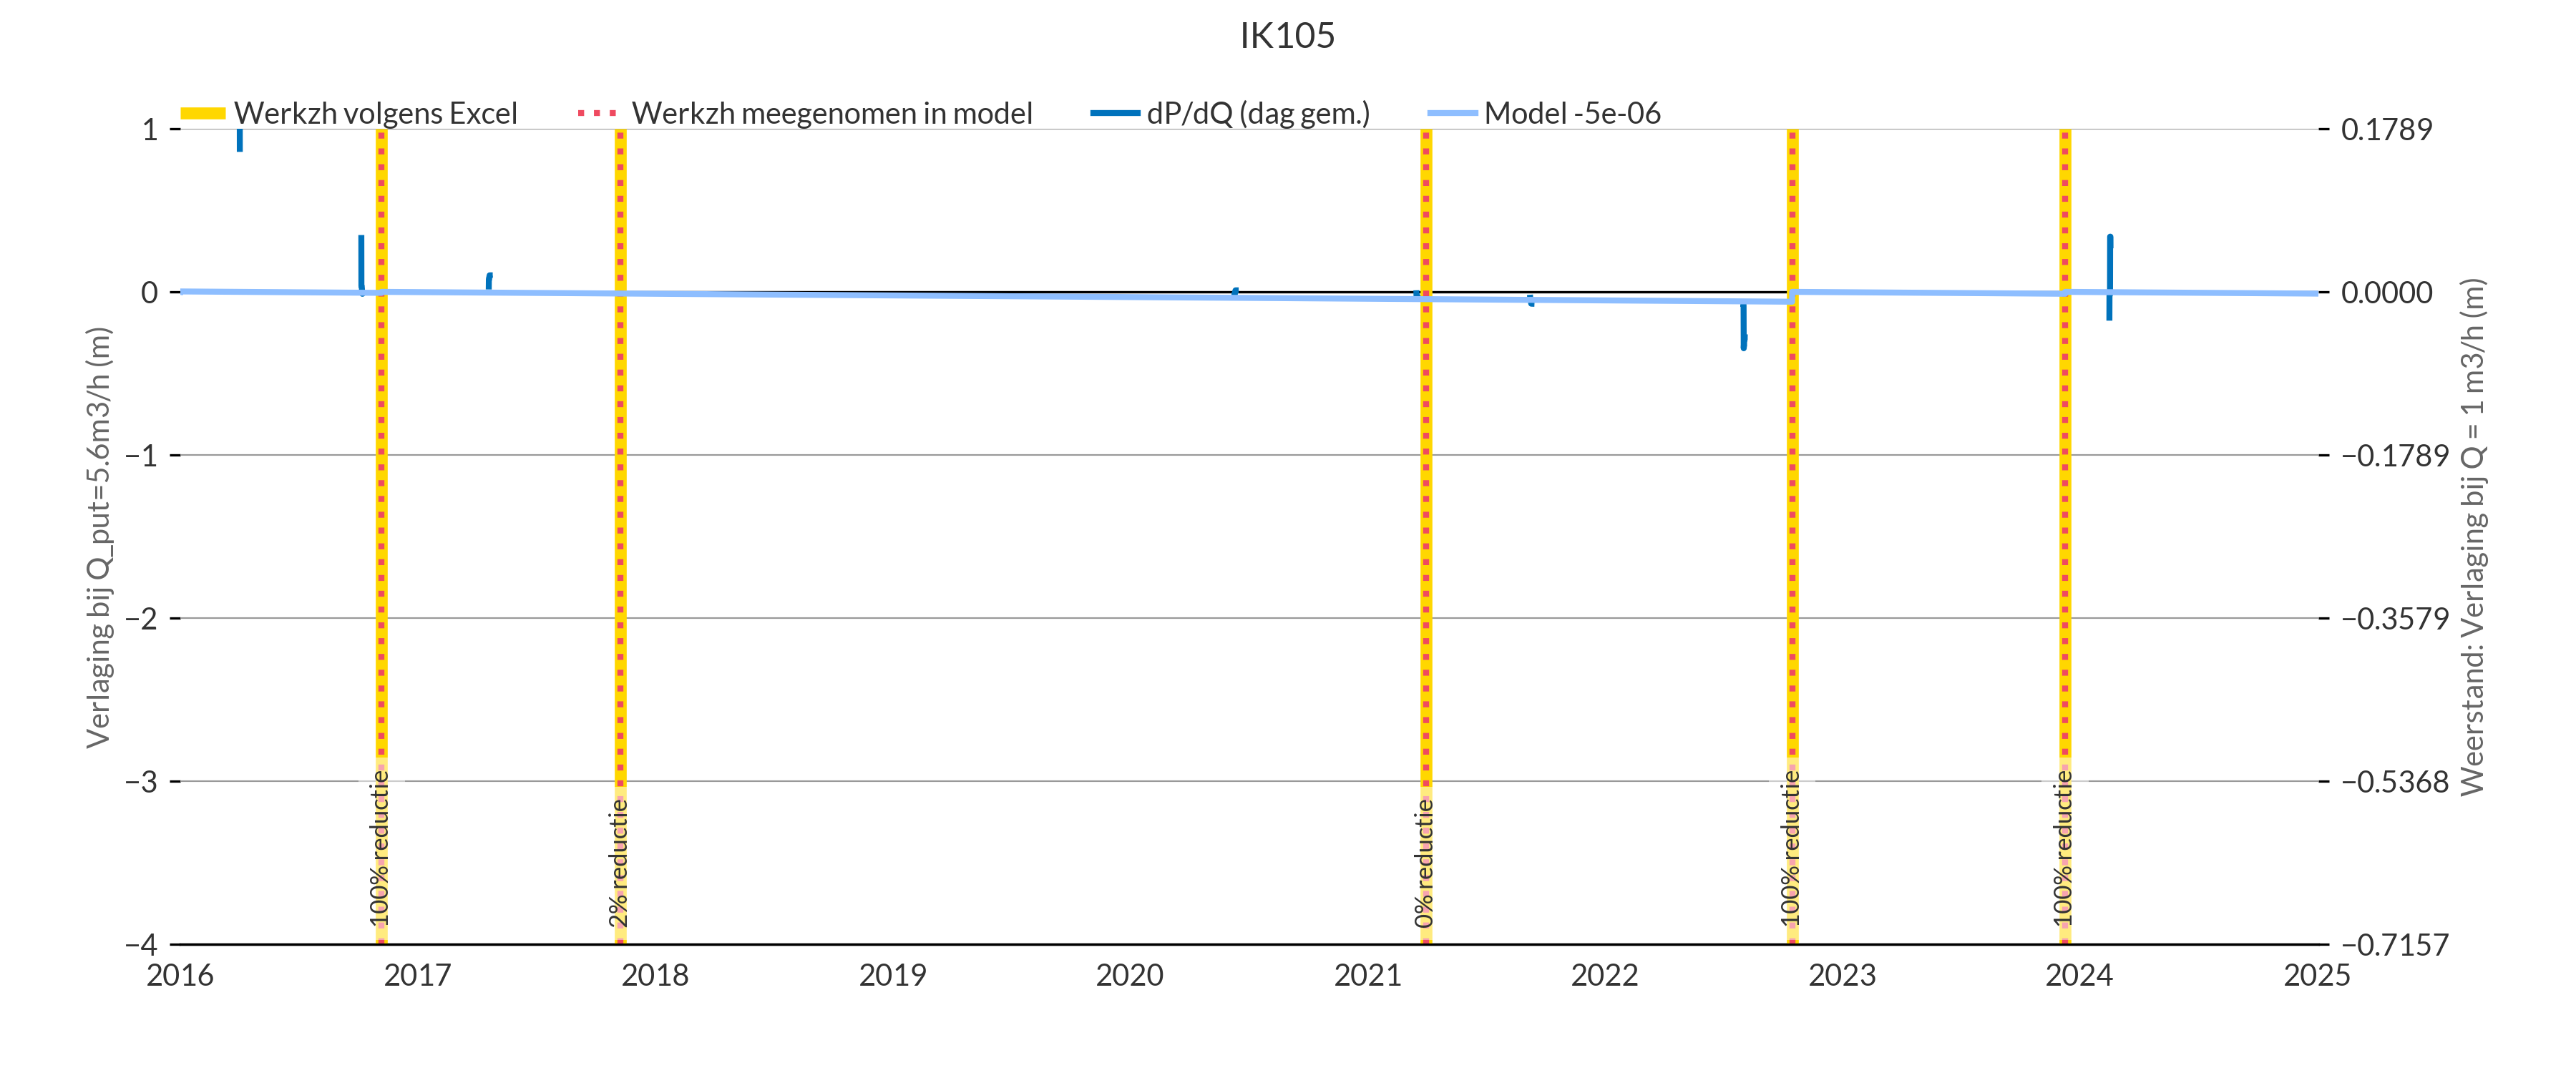 IK105
Werkzh volgens Excel
Werkzh meegenomen in model
dP/dQ (dag gem.)
Model -5e-06
1
0
−1
−2
−3
−4
Verlaging bij Q_put=5.6m3/h (m)
0.1789
0.0000
−0.1789
−0.3579
−0.5368
−0.7157
Weerstand: Verlaging bij Q = 1 m3/h (m)
100% reductie
2% reductie
0% reductie
100% reductie
100% reductie
2016 2017 2018 2019 2020 2021 2022 2023 2024 2025